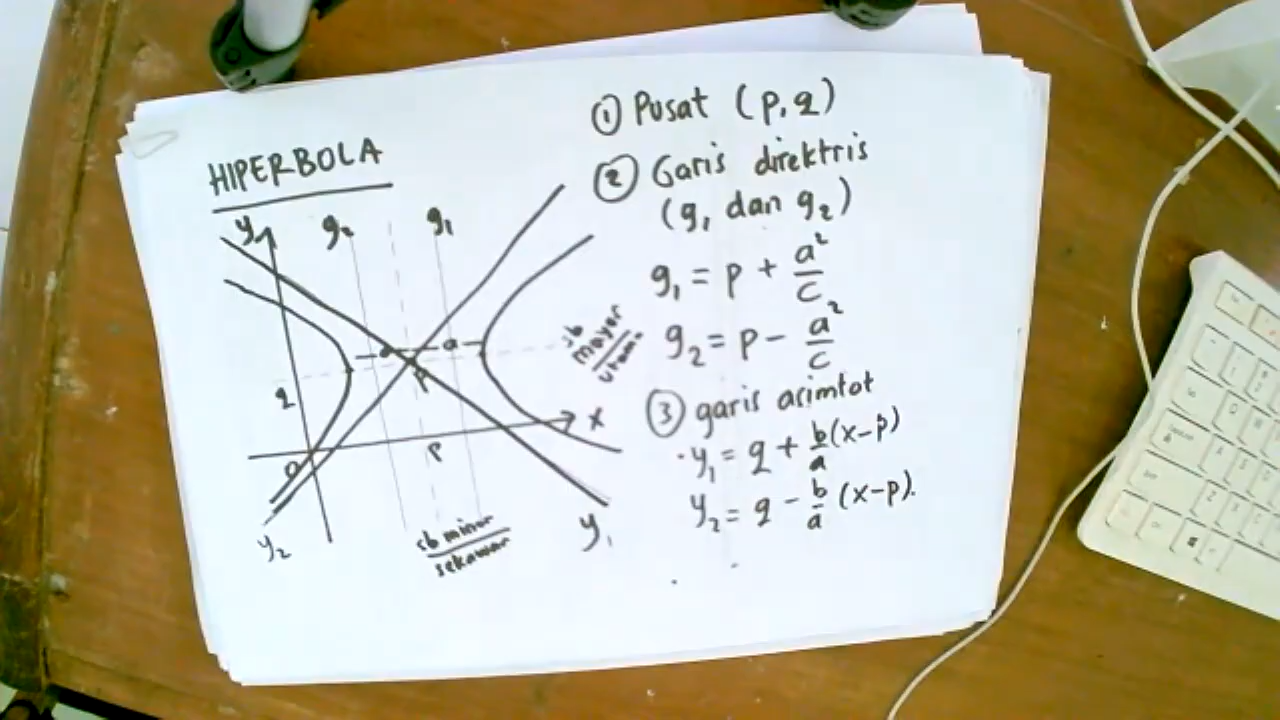 HIPERBOLA
y
g₂
g₁
a
a
sb
mayor
utama
q
P
x
O
P
y₂
sb minor
sekawan
y₁
① Pusat (p, q)
② Garis direktris
(g₁ dan g₂)
g₁ = p + a²/c
g₂ = p - a²/c
③ garis asimtot
y₁ = q + b/a (x-p)
y₂ = q - b/a (x-p).